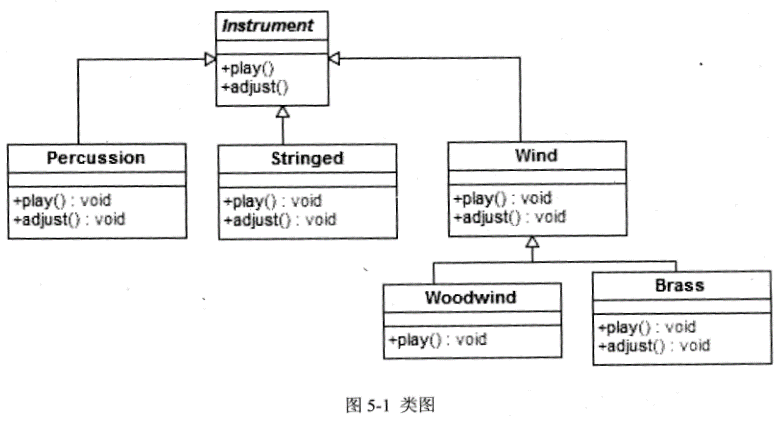 Instrument
+play()
+adjust()
Percussion
+play() : void
+adjust() : void
Stringed
+play() : void
+adjust() : void
Wind
+play() : void
+adjust() : void
Woodwind
+play() : void
Brass
+play() : void
+adjust() : void
图 5-1 类图